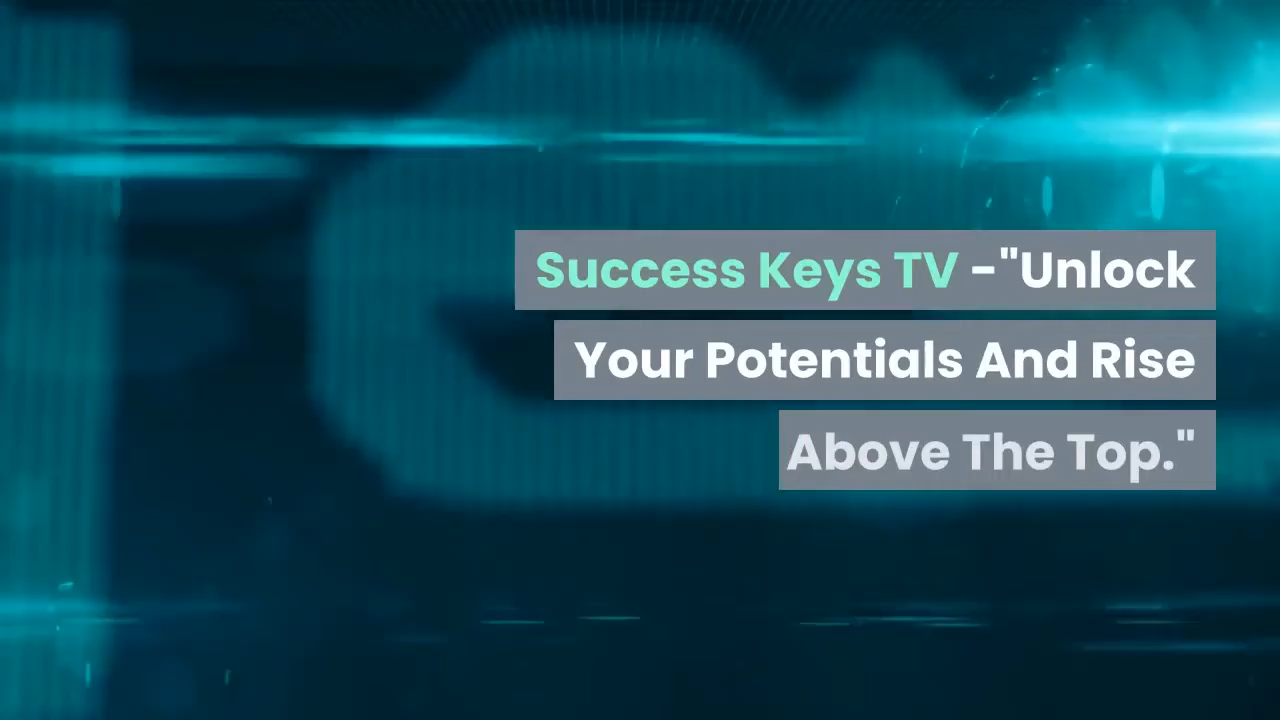 Success Keys TV -"Unlock
Your Potentials And Rise
Above The Top."